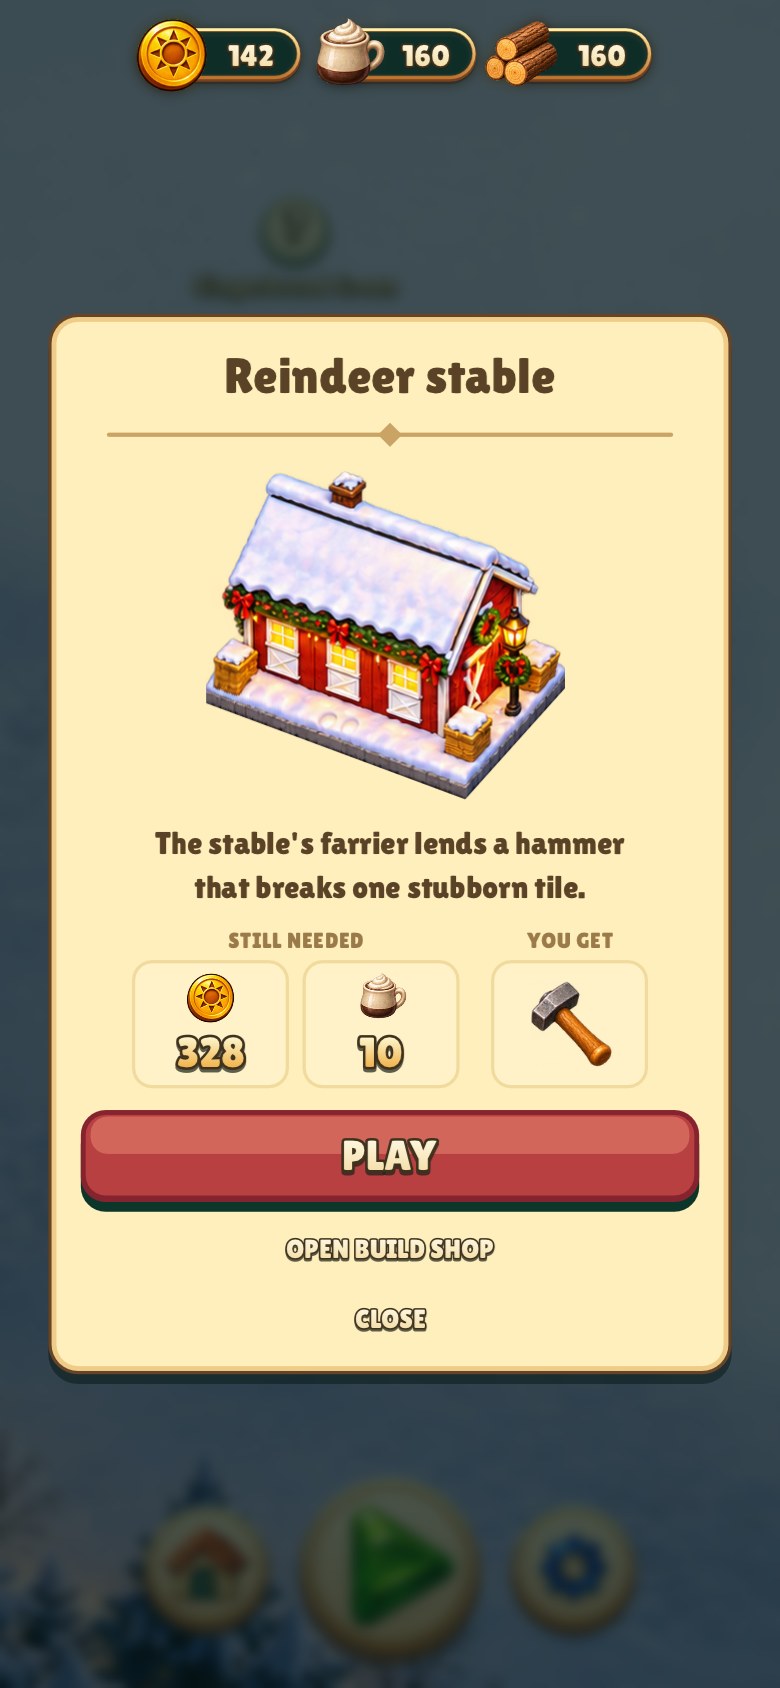 142
160
160
Reindeer stable
The stable's farrier lends a hammer
that breaks one stubborn tile.
STILL NEEDED
YOU GET
328
10
PLAY
OPEN BUILD SHOP
CLOSE